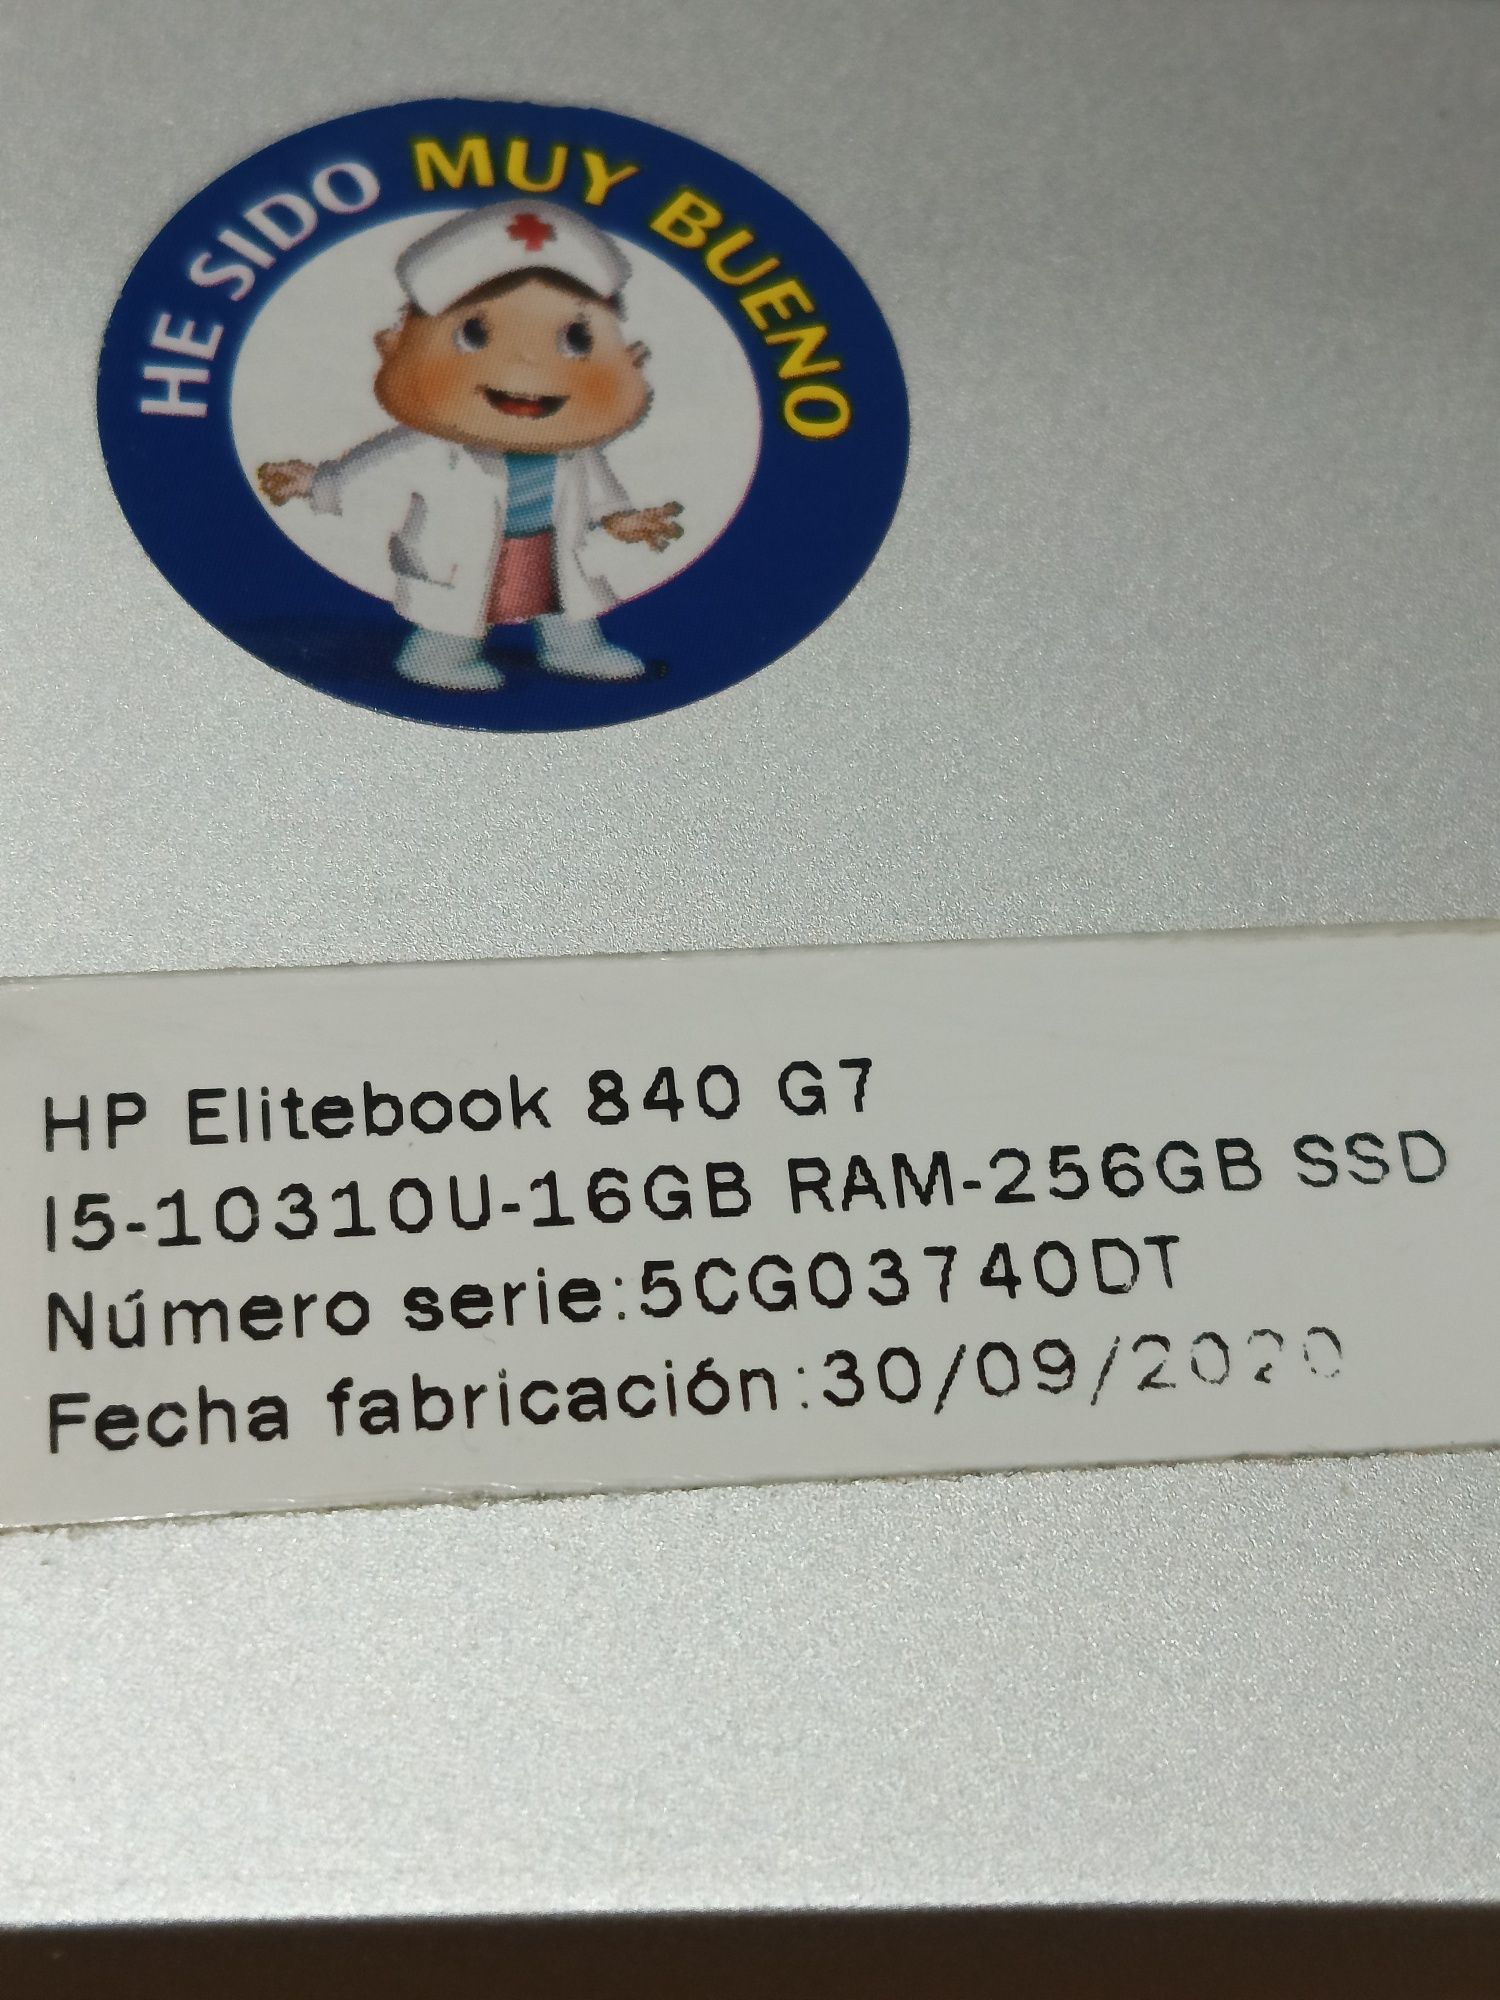 HE SIDO MUY BUENO
HP Elitebook 840 G7
I5-10310U-16GB RAM-256GB SSD
Número serie:5CG03740DT
Fecha fabricación:30/09/2020